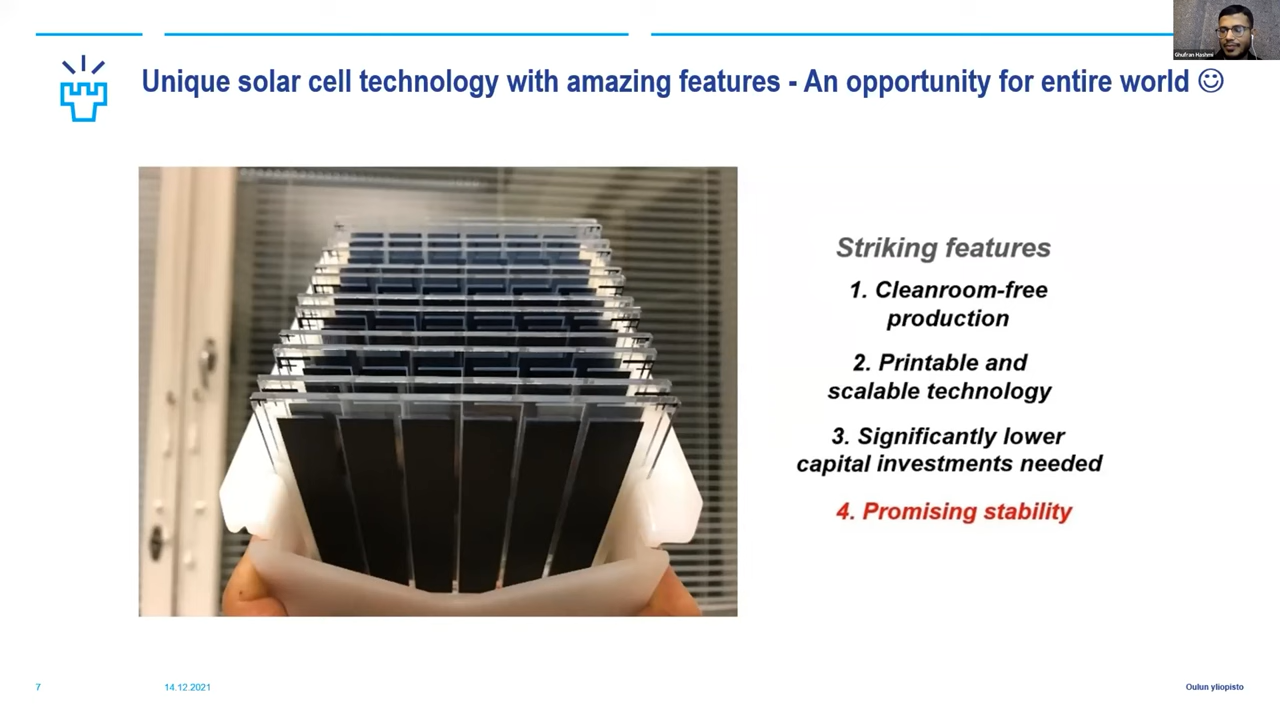 Ghufran Hashmi
Unique solar cell technology with amazing features - An opportunity for entire world ☺
Striking features
1. Cleanroom-free
production
2. Printable and
scalable technology
3. Significantly lower
capital investments needed
4. Promising stability
7
14.12.2021
Oulun yliopisto